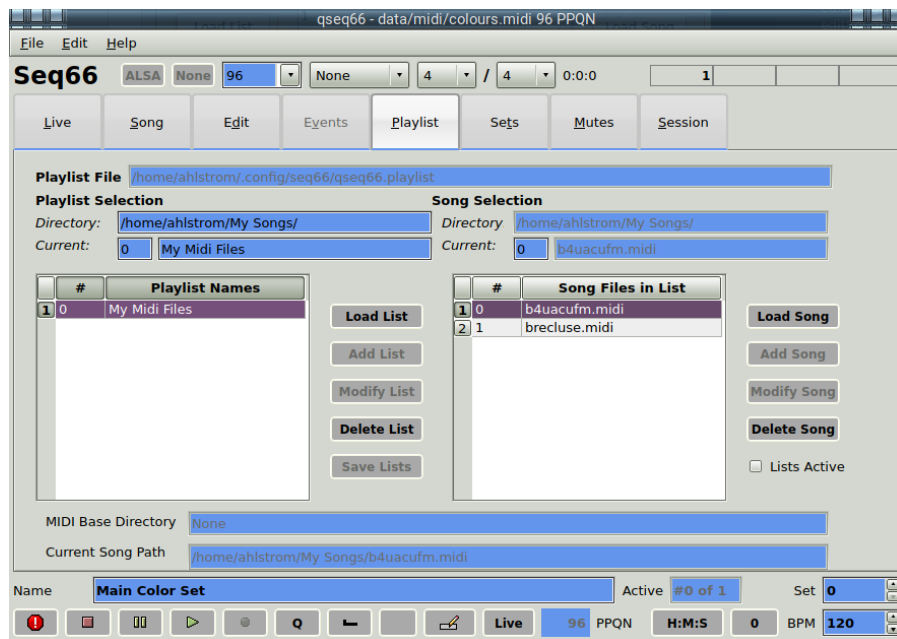 qseq66 - data/midi/colours.midi 96 PPQN
File Edit Help
Seq66 ALSA None 96 None 4 / 4 0:0:0 1
Live Song Edit Events Playlist Sets Mutes Session
Playlist File /home/ahlstrom/.config/seq66/qseq66.playlist
Playlist Selection Song Selection
Directory: /home/ahlstrom/My Songs/ Directory /home/ahlstrom/My Songs/
Current: 0 My Midi Files Current: 0 b4uacufm.midi
# Playlist Names # Song Files in List
1 0 My Midi Files 1 0 b4uacufm.midi
2 1 brecluse.midi
Load List Load Song
Add List Add Song
Modify List Modify Song
Delete List Delete Song
Save Lists Lists Active
MIDI Base Directory None
Current Song Path /home/ahlstrom/My Songs/b4uacufm.midi
Name Main Color Set Active #0 of 1 Set 0
Q Live 96 PPQN H:M:S 0 BPM 120